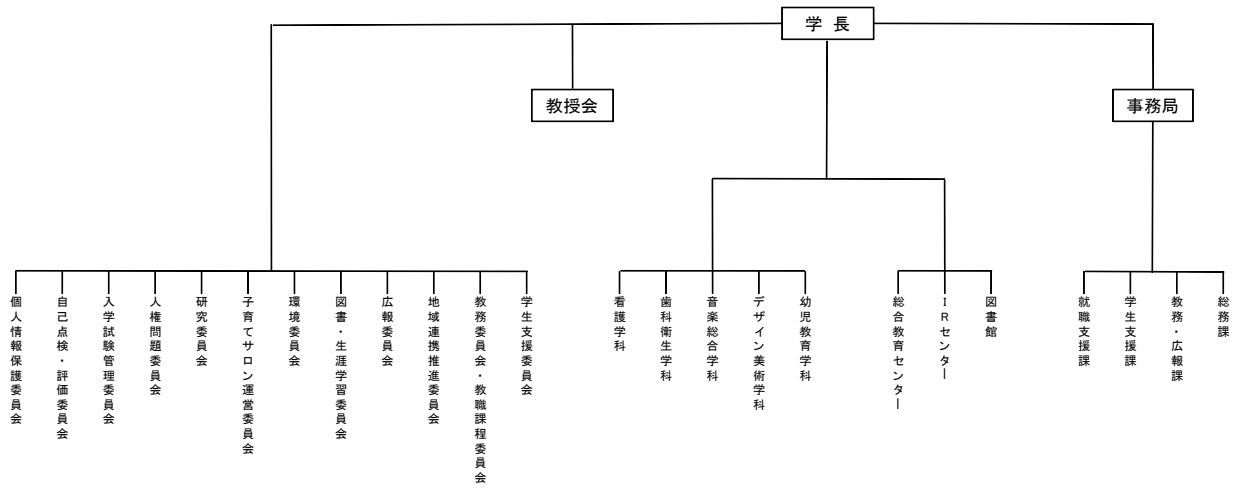 学 長
教授会
事務局
個人情報保護委員会
自己点検・評価委員会
入学試験管理委員会
人権問題委員会
研究委員会
子育てサロン運営委員会
環境委員会
図書・生涯学習委員会
広報委員会
地域連携推進委員会
教務委員会・教職課程委員会
学生支援委員会
看護学科
歯科衛生学科
音楽総合学科
デザイン美術学科
幼児教育学科
総合教育センター
IRセンター
図書館
就職支援課
学生支援課
教務・広報課
総務課